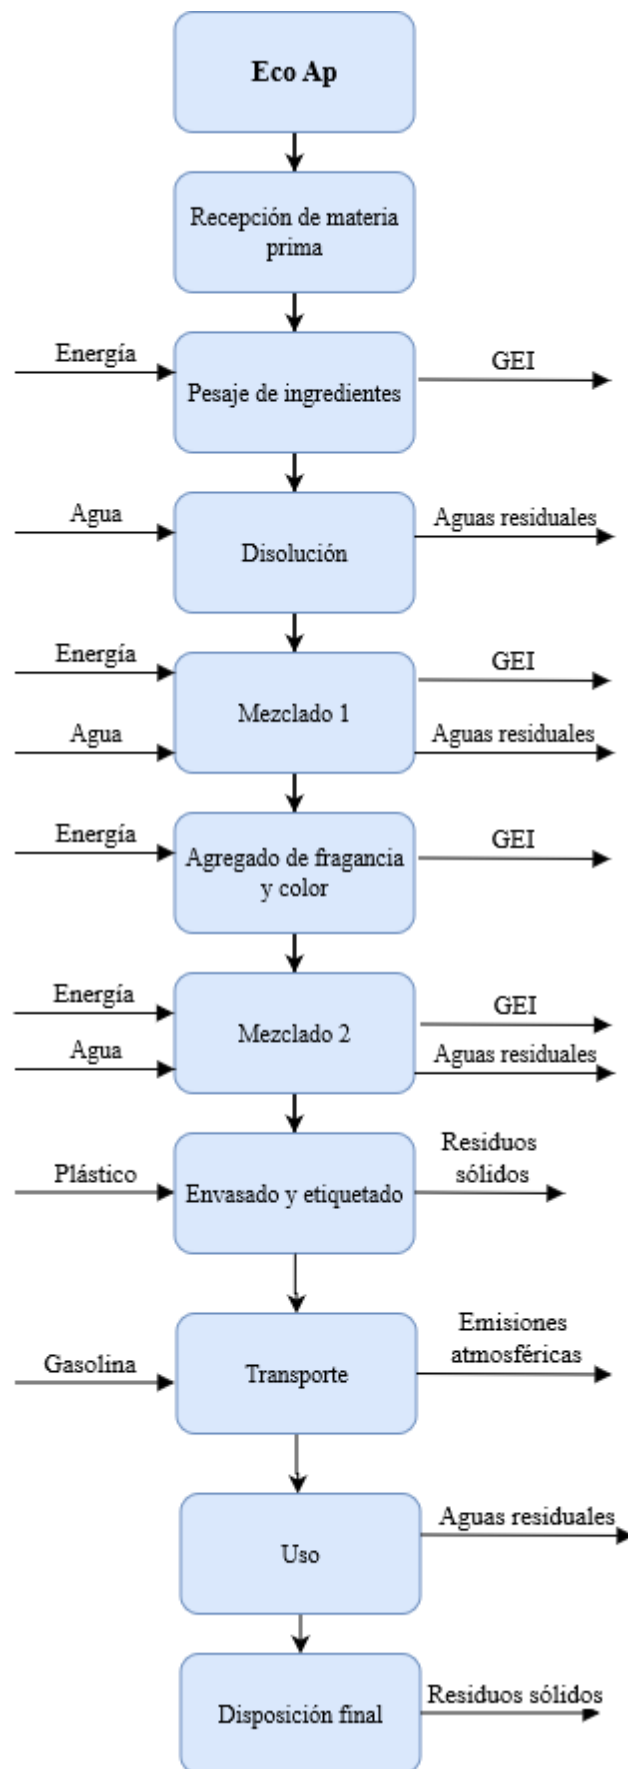 Eco Ap
Recepción de materia
prima
Energía
Pesaje de ingredientes
GEI
Agua
Disolución
Aguas residuales
Energía
Agua
Mezclado 1
GEI
Aguas residuales
Energía
Agregado de fragancia
y color
GEI
Energía
Agua
Mezclado 2
GEI
Aguas residuales
Plástico
Envasado y etiquetado
Residuos
sólidos
Gasolina
Transporte
Emisiones
atmosféricas
Uso
Aguas residuales
Disposición final
Residuos sólidos